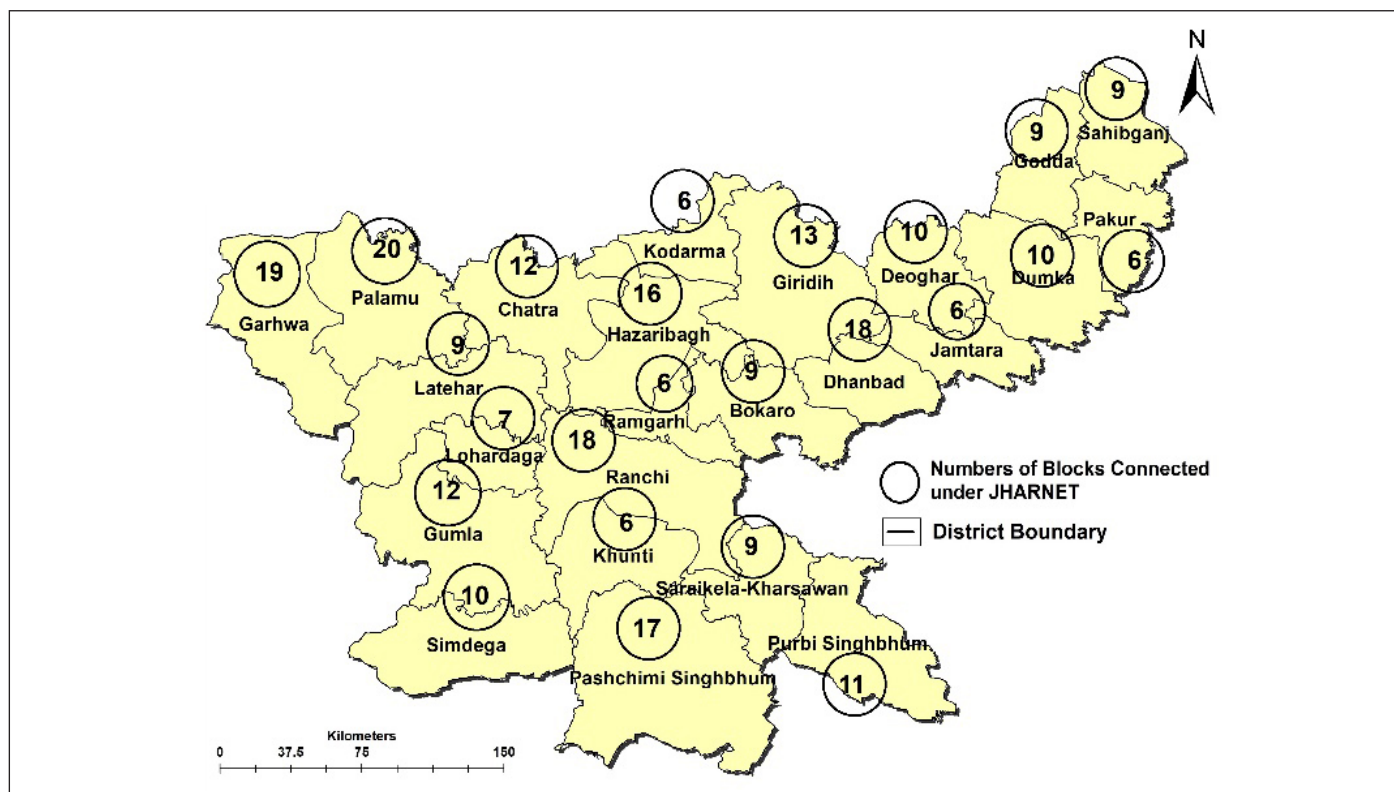 N
9
Sahibganj
9
Godda
6
Kodarma
13
Giridih
10
Deoghar
Pakur
10
Dumka
6
20
Palamu
19
Garhwa
12
Chatra
16
Hazaribagh
6
Jamtara
18
Dhanbad
9
Latehar
9
Bokaro
6
Ramgarh
7
Lohardaga
18
Ranchi
12
Gumla
6
Khunti
9
Saraikela-Kharsawan
10
Simdega
17
Pashchimi Singhbhum
Purbi Singhbhum
11
Numbers of Blocks Connected
under JHARNET
District Boundary
Kilometers
0 37.5 75 150